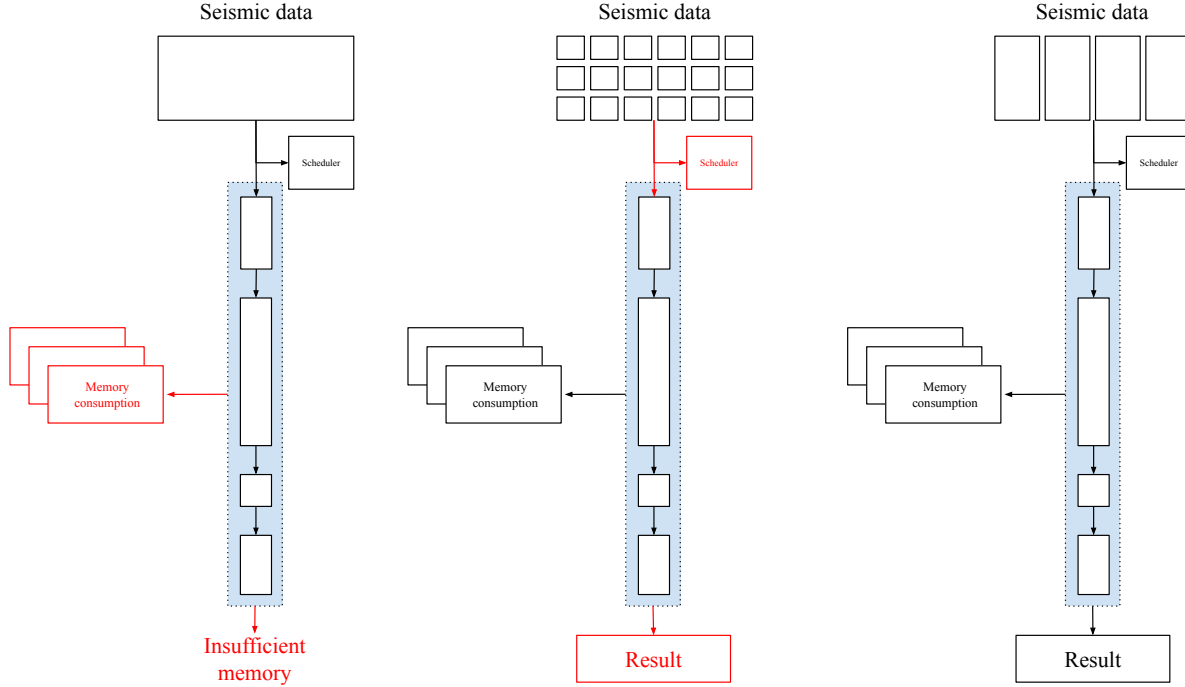 Seismic data
Scheduler
Memory
consumption
Insufficient
memory
Seismic data
Scheduler
Memory
consumption
Result
Seismic data
Scheduler
Memory
consumption
Result